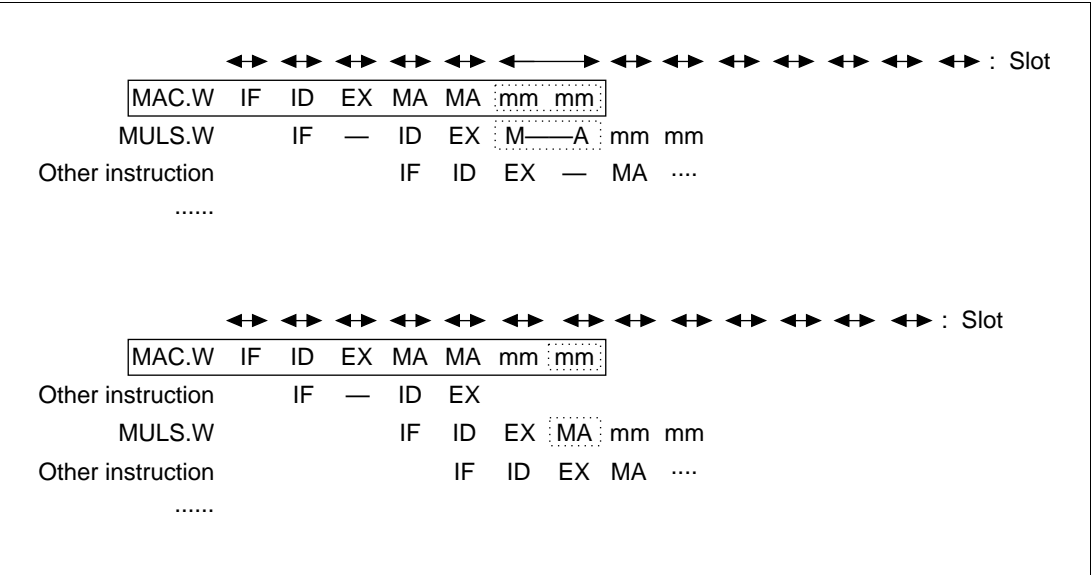 : Slot
MAC.W IF ID EX MA MA mm mm
MULS.W IF — ID EX M——A mm mm
Other instruction IF ID EX — MA ....
......
: Slot
MAC.W IF ID EX MA MA mm mm
Other instruction IF — ID EX
MULS.W IF ID EX MA mm mm
Other instruction IF ID EX MA ....
......